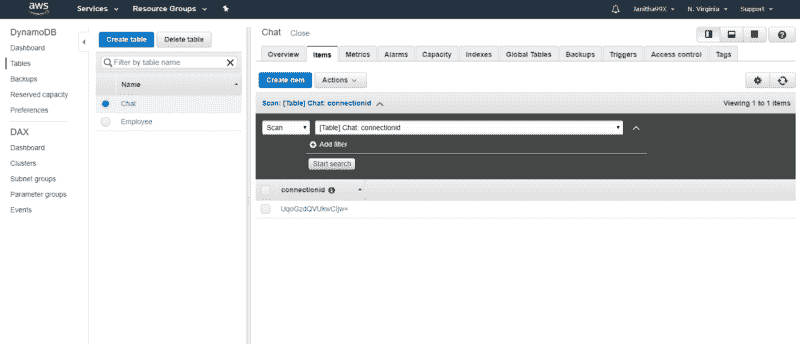 aws Services Resource Groups Janitha99X N. Virginia Support
DynamoDB
Dashboard
Tables
Backups
Reserved capacity
Preferences
DAX
Dashboard
Clusters
Subnet groups
Parameter groups
Events
Create table Delete table
Filter by table name
Name
Chat
Employee
Chat Close
Overview Items Metrics Alarms Capacity Indexes Global Tables Backups Triggers Access control Tags
Create item Actions
Scan: [Table] Chat: connectionid Viewing 1 to 1 items
Scan [Table] Chat: connectionid
Add filter
Start search
connectionid